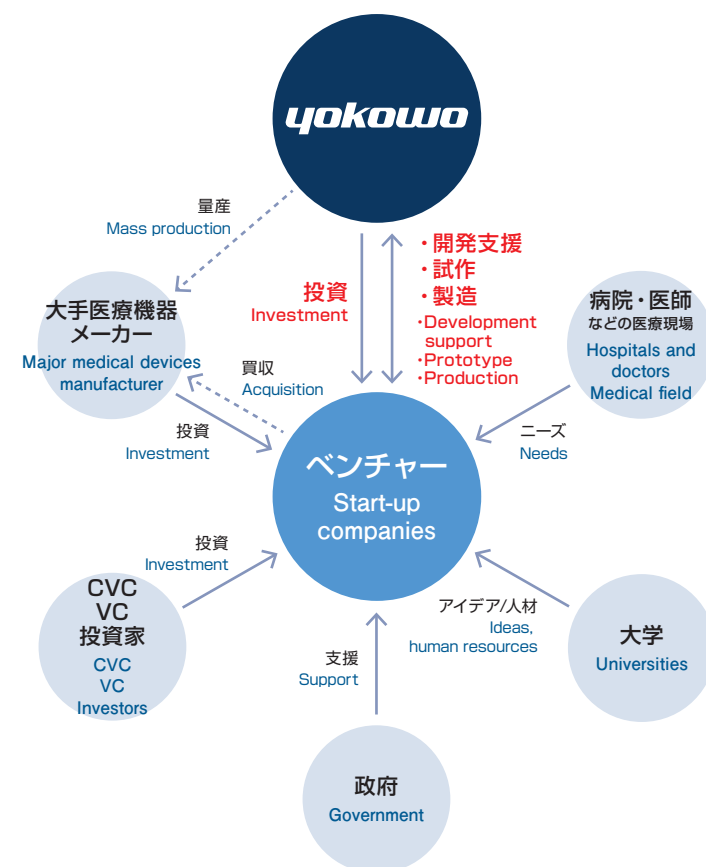 yokowo
量産
Mass production
投資
Investment
・開発支援
・試作
・製造
・Development
support
・Prototype
・Production
大手医療機器
メーカー
Major medical devices
manufacturer
病院・医師
などの医療現場
Hospitals and
doctors
Medical field
買収
Acquisition
投資
Investment
ニーズ
Needs
ベンチャー
Start-up
companies
投資
Investment
CVC
VC
投資家
CVC
VC
Investors
アイデア/人材
Ideas,
human resources
大学
Universities
支援
Support
政府
Government